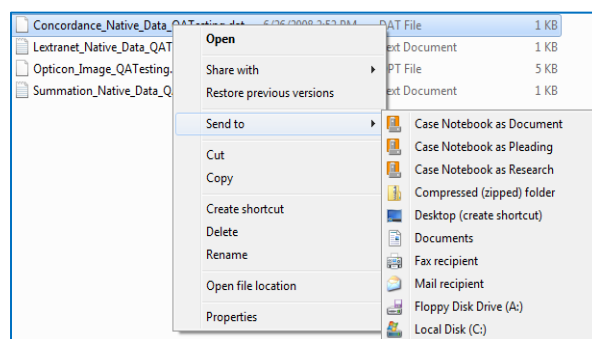 Concordance_Native_Data_QATesting.dat 6/26/2008 2:52 PM DAT File 1 KB
Lextranet_Native_Data_QAT ext Document 1 KB
Opticon_Image_QATesting. PT File 5 KB
Summation_Native_Data_Q ext Document 1 KB
Open
Share with
Restore previous versions
Send to
Cut
Copy
Create shortcut
Delete
Rename
Open file location
Properties
Case Notebook as Document
Case Notebook as Pleading
Case Notebook as Research
Compressed (zipped) folder
Desktop (create shortcut)
Documents
Fax recipient
Mail recipient
Floppy Disk Drive (A:)
Local Disk (C:)